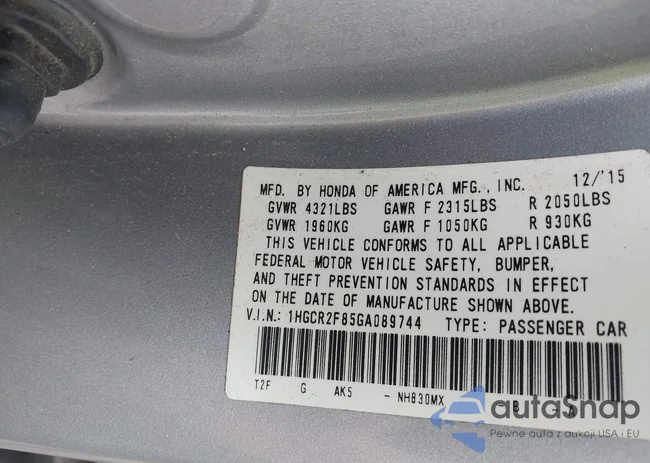 MFD. BY HONDA OF AMERICA MFG., INC. 12/'15
GVWR 4321LBS GAWR F 2315LBS R 2050LBS
GVWR 1960KG GAWR F 1050KG R 930KG
THIS VEHICLE CONFORMS TO ALL APPLICABLE
FEDERAL MOTOR VEHICLE SAFETY, BUMPER,
AND THEFT PREVENTION STANDARDS IN EFFECT
ON THE DATE OF MANUFACTURE SHOWN ABOVE.
V.I.N.: 1HGCR2F85GA089744 TYPE: PASSENGER CAR
T2F G AK5 - NH830MX B A
autaSnap
Pewne auta z aukcji USA i EU